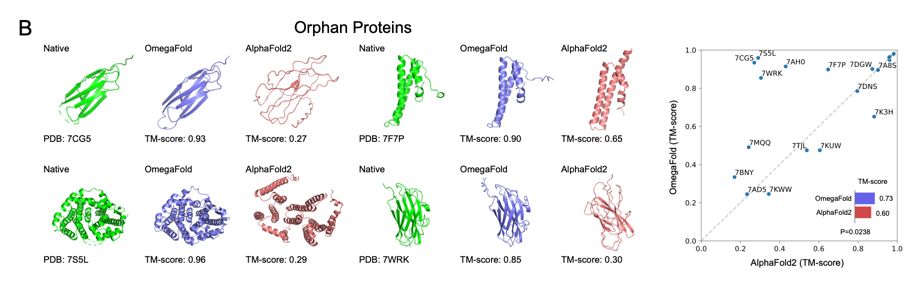 B
Orphan Proteins
Native OmegaFold AlphaFold2 Native OmegaFold AlphaFold2
PDB: 7CG5 TM-score: 0.93 TM-score: 0.27 PDB: 7F7P TM-score: 0.90 TM-score: 0.65
Native OmegaFold AlphaFold2 Native OmegaFold AlphaFold2
PDB: 7S5L TM-score: 0.96 TM-score: 0.29 PDB: 7WRK TM-score: 0.85 TM-score: 0.30
OmegaFold (TM-score)
1.0
0.8
0.6
0.4
0.2
0.0
7S5L
7CG5
7AH0
7WRK
7F7P
7DGW
7A8S
7DNS
7K3H
7MQQ
7TJL
7KUW
7BNY
7AD5
7KWW
TM-score
OmegaFold 0.73
AlphaFold2 0.60
P=0.0238
0.0 0.2 0.4 0.6 0.8 1.0
AlphaFold2 (TM-score)